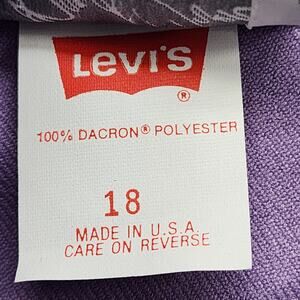 LEVI'S
®
100% DACRON® POLYESTER
18
MADE IN U.S.A.
CARE ON REVERSE